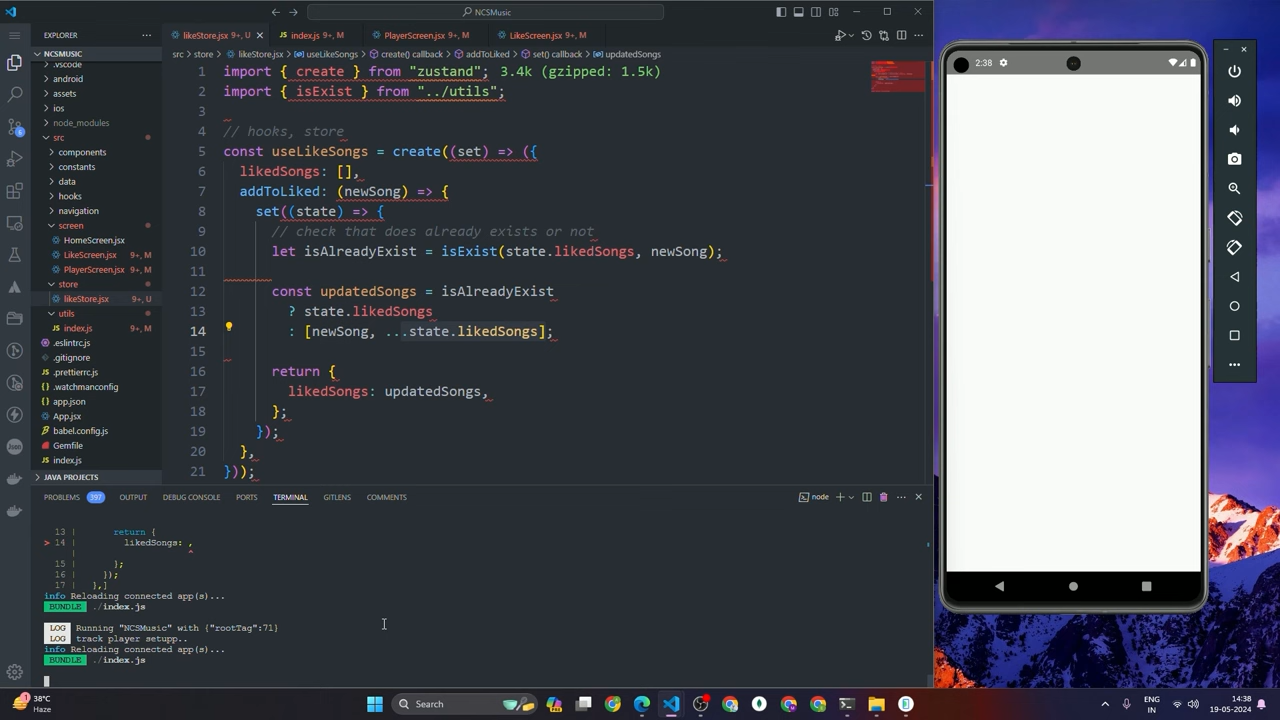 NCSMusic
EXPLORER
likeStore.jsx 9+, U
index.js 9+, M
PlayerScreen.jsx 9+, M
LikeScreen.jsx 9+, M
src > store > likeStore.jsx > useLikeSongs > create() callback > addToLiked > set() callback > updatedSongs
NCSMUSIC
.vscode
android
assets
ios
node_modules
src
components
constants
data
hooks
navigation
screen
HomeScreen.jsx
LikeScreen.jsx 9+, M
PlayerScreen.jsx 9+, M
store
likeStore.jsx 9+, U
utils
index.js 9+, M
.eslintrc.js
.gitignore
.prettierrc.js
.watchmanconfig
app.json
App.jsx
babel.config.js
Gemfile
index.js
JAVA PROJECTS
1 import { create } from "zustand"; 3.4k (gzipped: 1.5k)
2 import { isExist } from "../utils";
3
4 // hooks, store
5 const useLikeSongs = create((set) => ({
6 likedSongs: [],
7 addToLiked: (newSong) => {
8 set((state) => {
9 // check that does already exists or not
10 let isAlreadyExist = isExist(state.likedSongs, newSong);
11
12 const updatedSongs = isAlreadyExist
13 ? state.likedSongs
14 : [newSong, ...state.likedSongs];
15
16 return {
17 likedSongs: updatedSongs,
18 };
19 });
20 },
21 }));
PROBLEMS 397 OUTPUT DEBUG CONSOLE PORTS TERMINAL GITLENS COMMENTS
node
13 | return {
> 14 | likedSongs: ,
| ^
15 | };
16 | });
17 | },]
info Reloading connected app(s)...
BUNDLE ./index.js
LOG Running "NCSMusic" with {"rootTag":71}
LOG track player setupp..
info Reloading connected app(s)...
BUNDLE ./index.js
2:38
38°C
Haze
Search
ENG
IN
14:38
19-05-2024